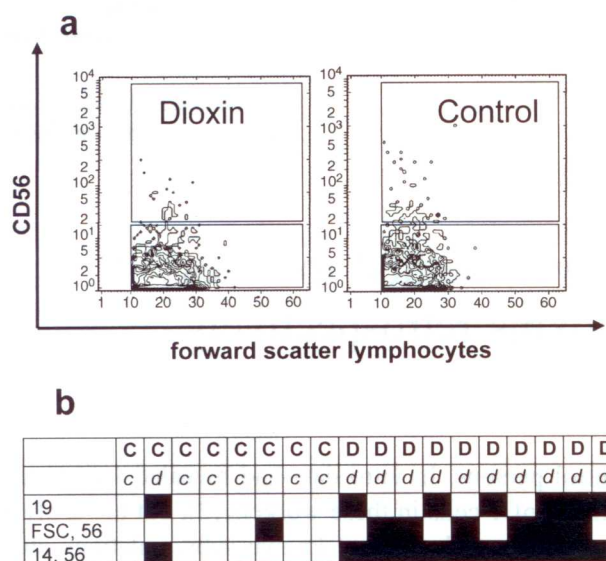 a
CD56
10⁴ 5 2 10³ 5 2 10² 5 2 10¹ 5 2 10⁰
Dioxin
1 10 20 30 40 50 60
10⁴ 5 2 10³ 5 2 10² 5 2 10¹ 5 2 10⁰
Control
1 10 20 30 40 50 60
forward scatter lymphocytes
b
C C C C C C C C D D D D D D D D D D
c d c c c c c c d d d d d d d d d d
19
FSC, 56
14, 56